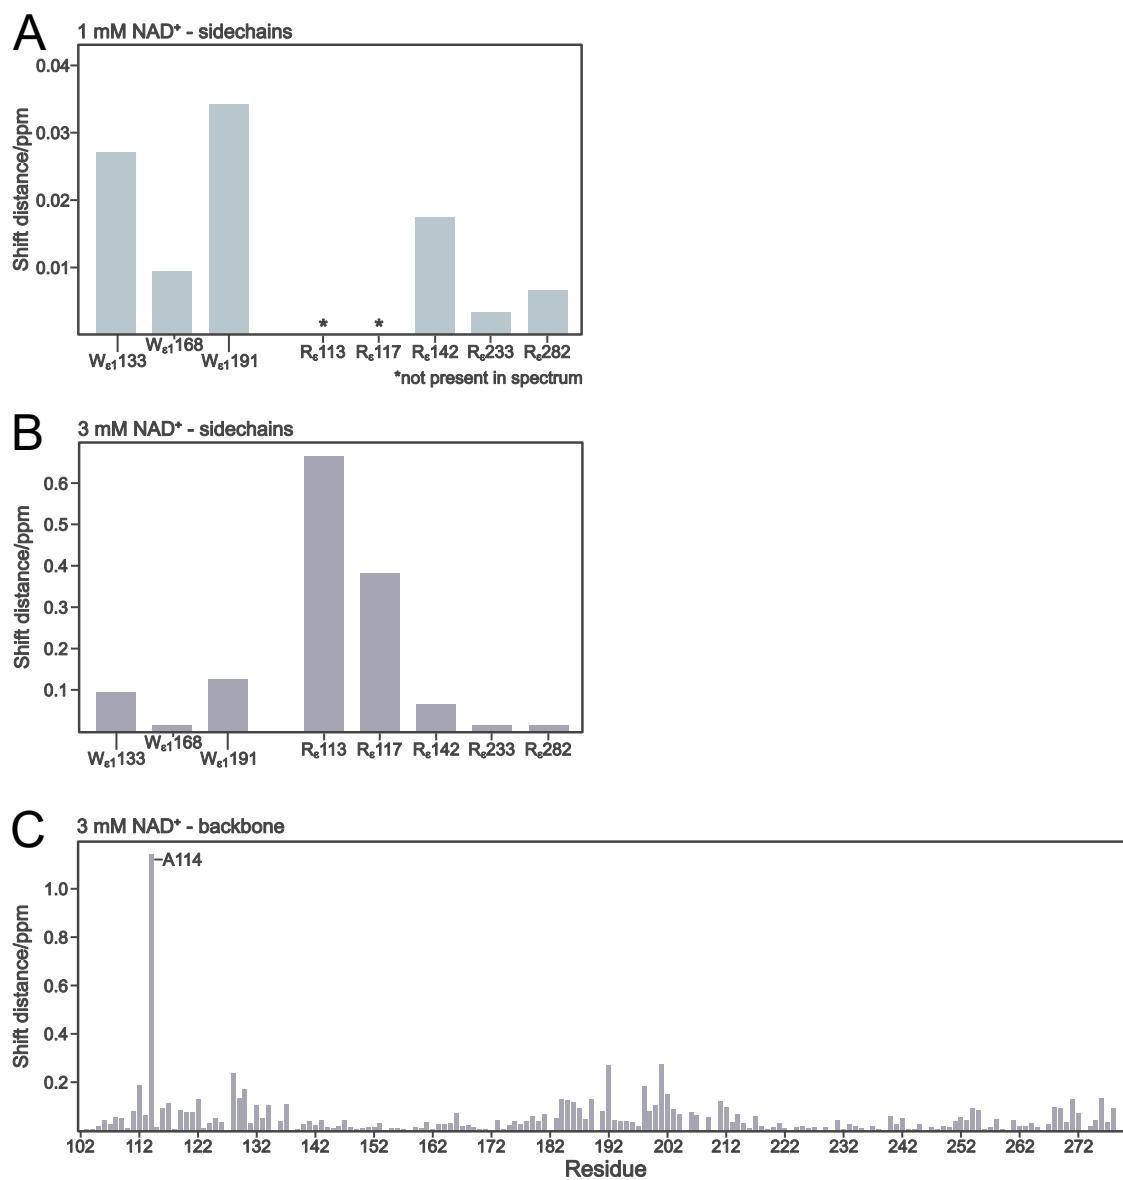 A
1 mM NAD⁺ - sidechains
Shift distance/ppm
0.04
0.03
0.02
0.01
* *
Wε1133 Wε1168 Wε1191 Rε113 Rε117 Rε142 Rε233 Rε282
*not present in spectrum
B
3 mM NAD⁺ - sidechains
Shift distance/ppm
0.6
0.5
0.4
0.3
0.2
0.1
Wε1133 Wε1168 Wε1191 Rε113 Rε117 Rε142 Rε233 Rε282
C
3 mM NAD⁺ - backbone
A114
Shift distance/ppm
1.0
0.8
0.6
0.4
0.2
102 112 122 132 142 152 162 172 182 192 202 212 222 232 242 252 262 272
Residue